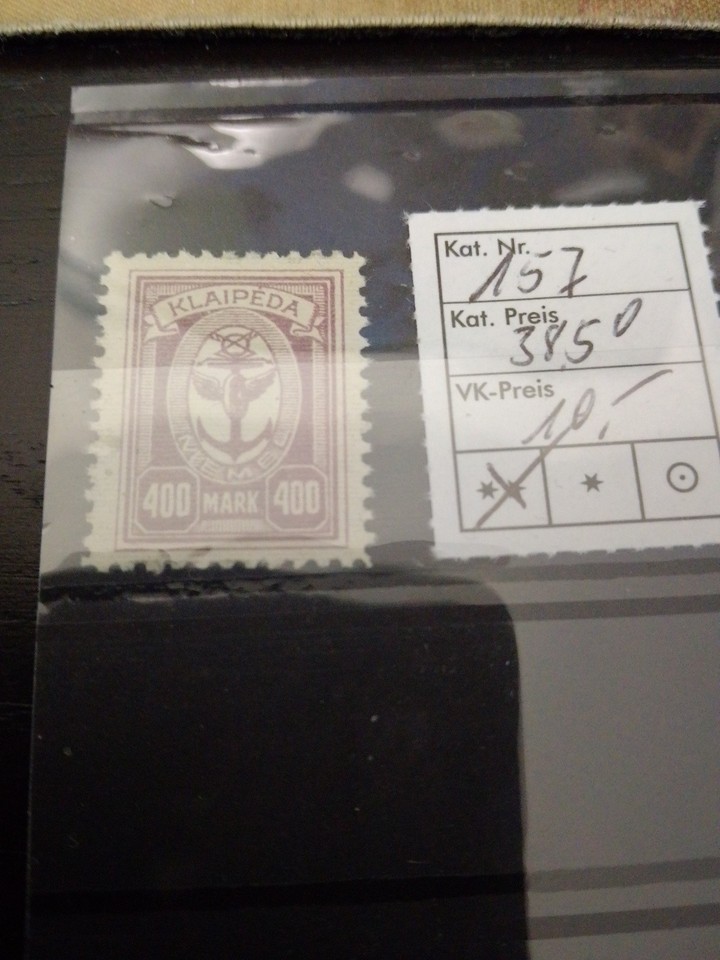 KLAIPĖDA
MEMEL
400 MARK 400
Kat. Nr.
157
Kat. Preis
38,50
VK-Preis
10,-